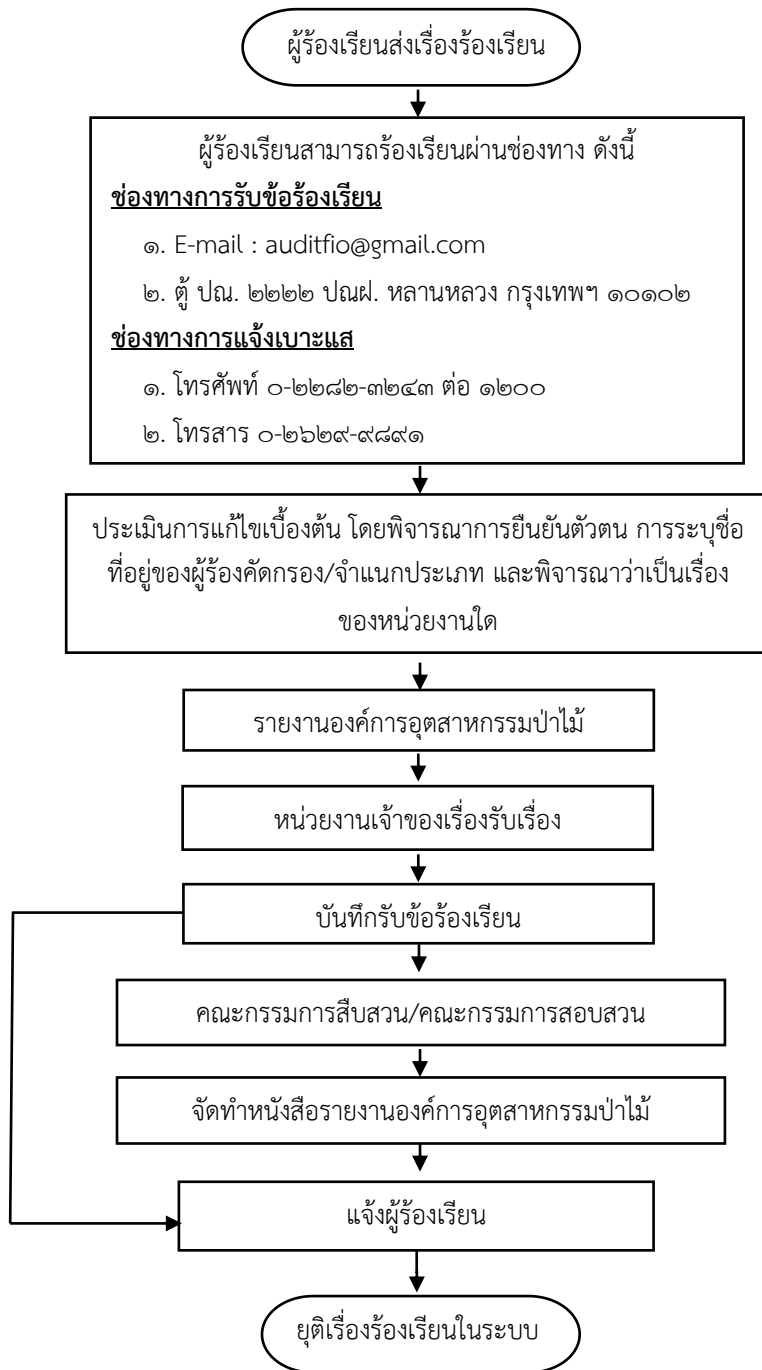 ผู้ร้องเรียนส่งเรื่องร้องเรียน
ผู้ร้องเรียนสามารถร้องเรียนผ่านช่องทาง ดังนี้
ช่องทางการรับข้อร้องเรียน
๑. E-mail : auditfio@gmail.com
๒. ตู้ ปณ. ๒๒๒๒ ปณฝ. หลานหลวง กรุงเทพฯ ๑๐๑๐๒
ช่องทางการแจ้งเบาะแส
๑. โทรศัพท์ ๐-๒๒๘๒-๓๒๔๓ ต่อ ๑๒๐๐
๒. โทรสาร ๐-๒๖๒๙-๙๘๙๑
ประเมินการแก้ไขเบื้องต้น โดยพิจารณาการยืนยันตัวตน การระบุชื่อ
ที่อยู่ของผู้ร้องคัดกรอง/จำแนกประเภท และพิจารณาว่าเป็นเรื่อง
ของหน่วยงานใด
รายงานองค์การอุตสาหกรรมป่าไม้
หน่วยงานเจ้าของเรื่องรับเรื่อง
บันทึกรับข้อร้องเรียน
คณะกรรมการสืบสวน/คณะกรรมการสอบสวน
จัดทำหนังสือรายงานองค์การอุตสาหกรรมป่าไม้
แจ้งผู้ร้องเรียน
ยุติเรื่องร้องเรียนในระบบ